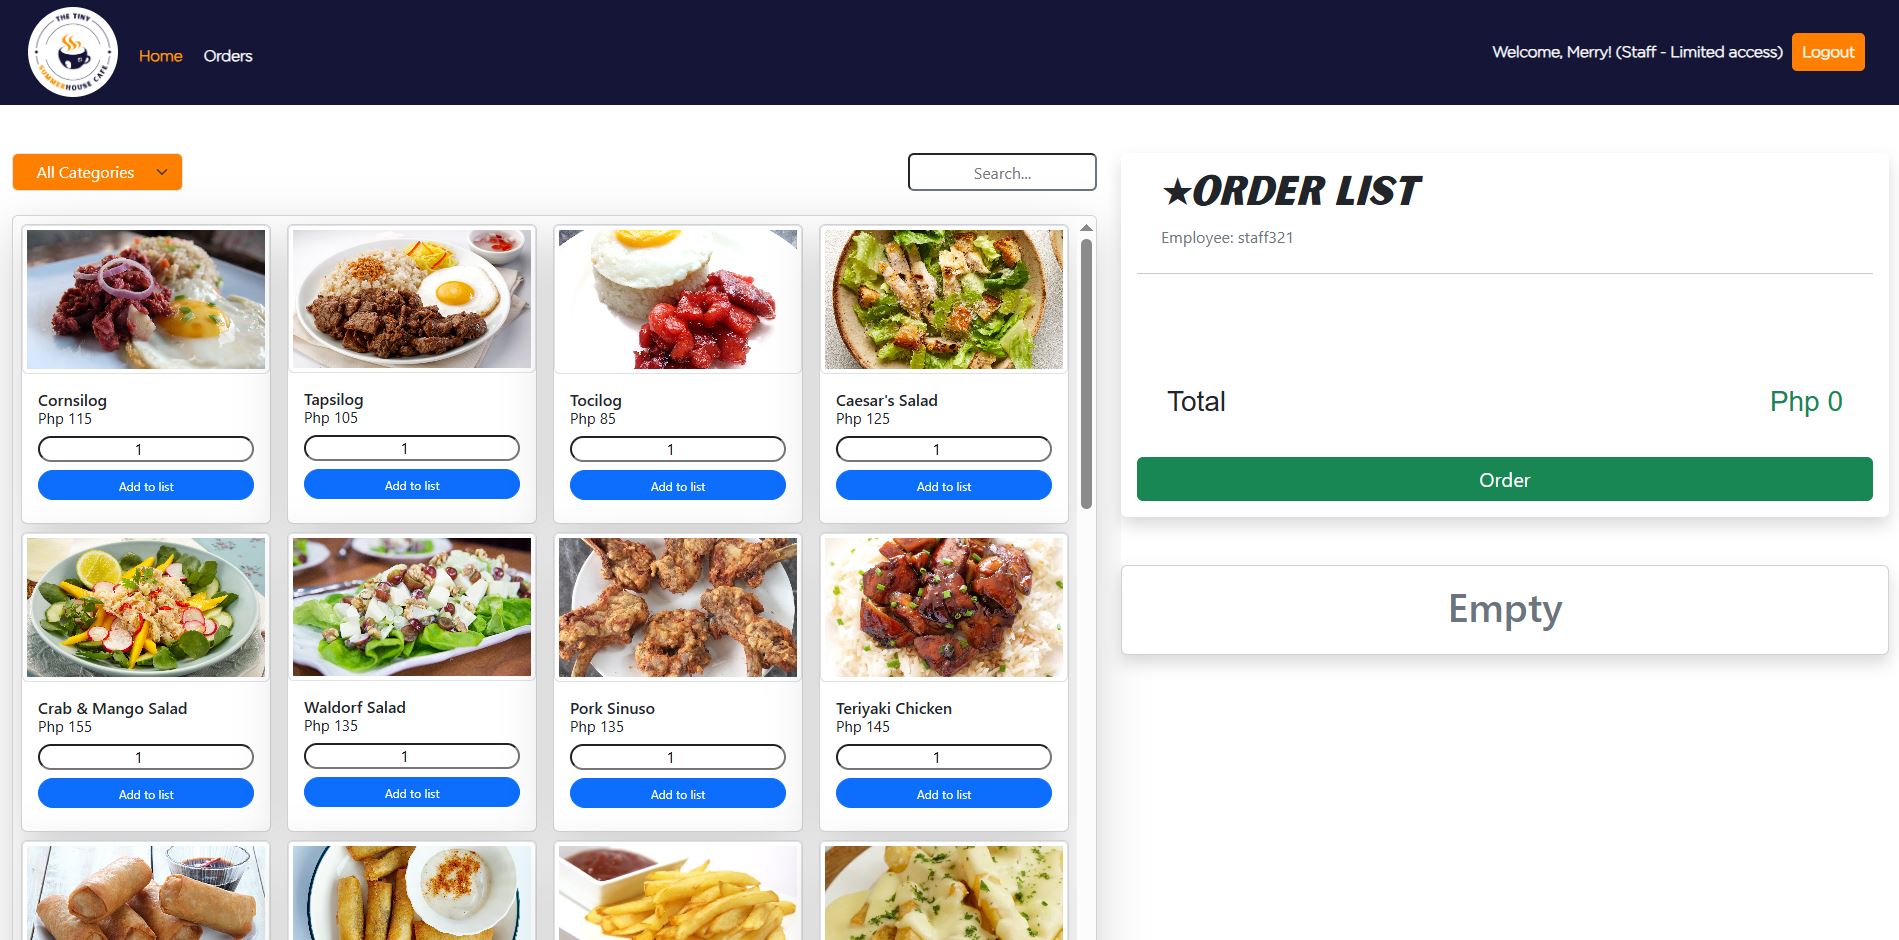 THE TINY
SUMMERHOUSE CAFE
Home
Orders
Welcome, Merry! (Staff - Limited access)
Logout
All Categories
Search...
Cornsilog
Php 115
1
Add to list
Tapsilog
Php 105
1
Add to list
Tocilog
Php 85
1
Add to list
Caesar's Salad
Php 125
1
Add to list
Crab & Mango Salad
Php 155
1
Add to list
Waldorf Salad
Php 135
1
Add to list
Pork Sinuso
Php 135
1
Add to list
Teriyaki Chicken
Php 145
1
Add to list
★ORDER LIST
Employee: staff321
Total
Php 0
Order
Empty